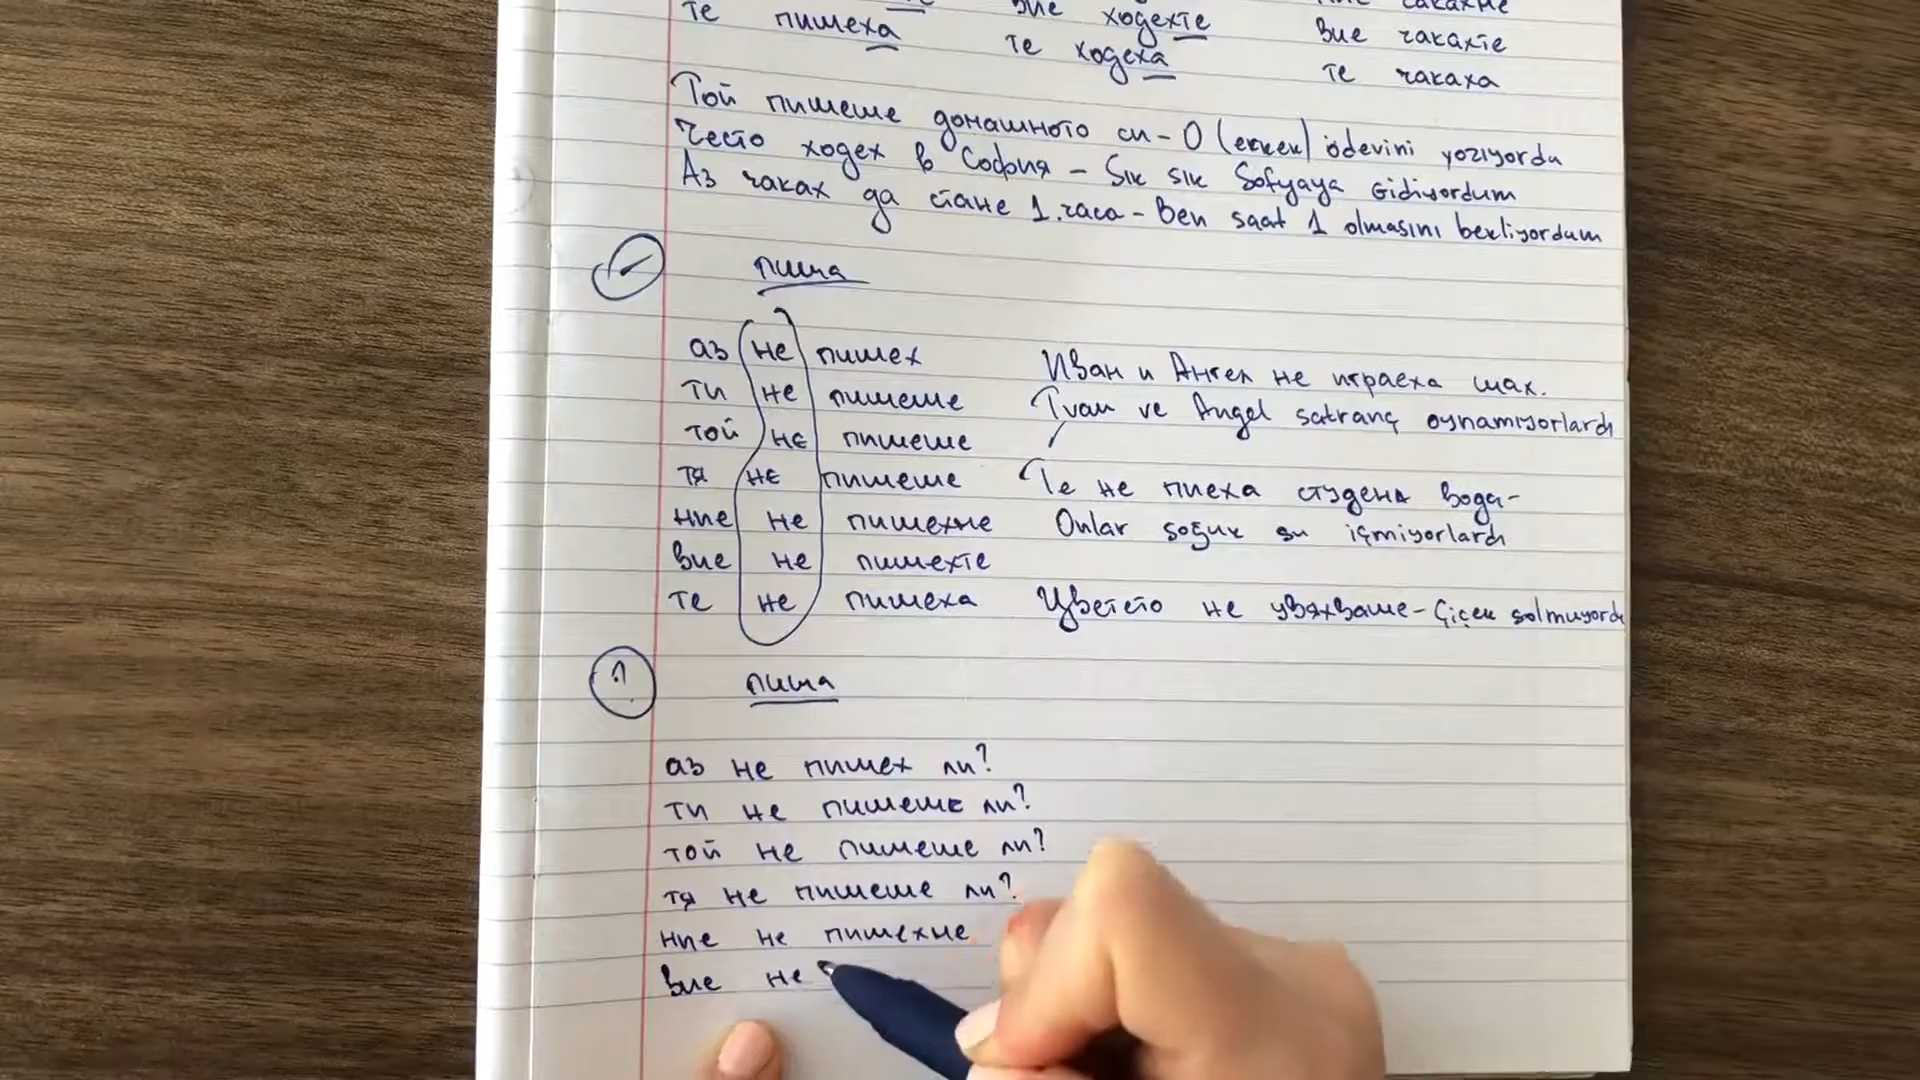 те пишеха
вие ходехте
те ходеха
чакахме
вие чакахте
те чакаха
Той пишеше домашното си - O (erkek) ödevini yazıyordu
Често ходех в София - Sık sık Sofyaya gidiyordum
Аз чаках да стане 1. часа - Ben saat 1 olmasını bekliyordum
пиша
аз не пишех
ти не пишеше
той не пишеше
тя не пишеше
ние не пишехме
вие не пишехте
те не пишеха
Иван и Ангел не играеха шах.
İvan ve Angel satranç oynamıyorlardı
Те не пиеха студена вода -
Onlar soğuk su içmiyorlardı
Цветето не увяхваше - Çiçek solmuyordu
?
пиша
аз не пишех ли?
ти не пишеше ли?
той не пишеше ли?
тя не пишеше ли?
ние не пишехме
вие не